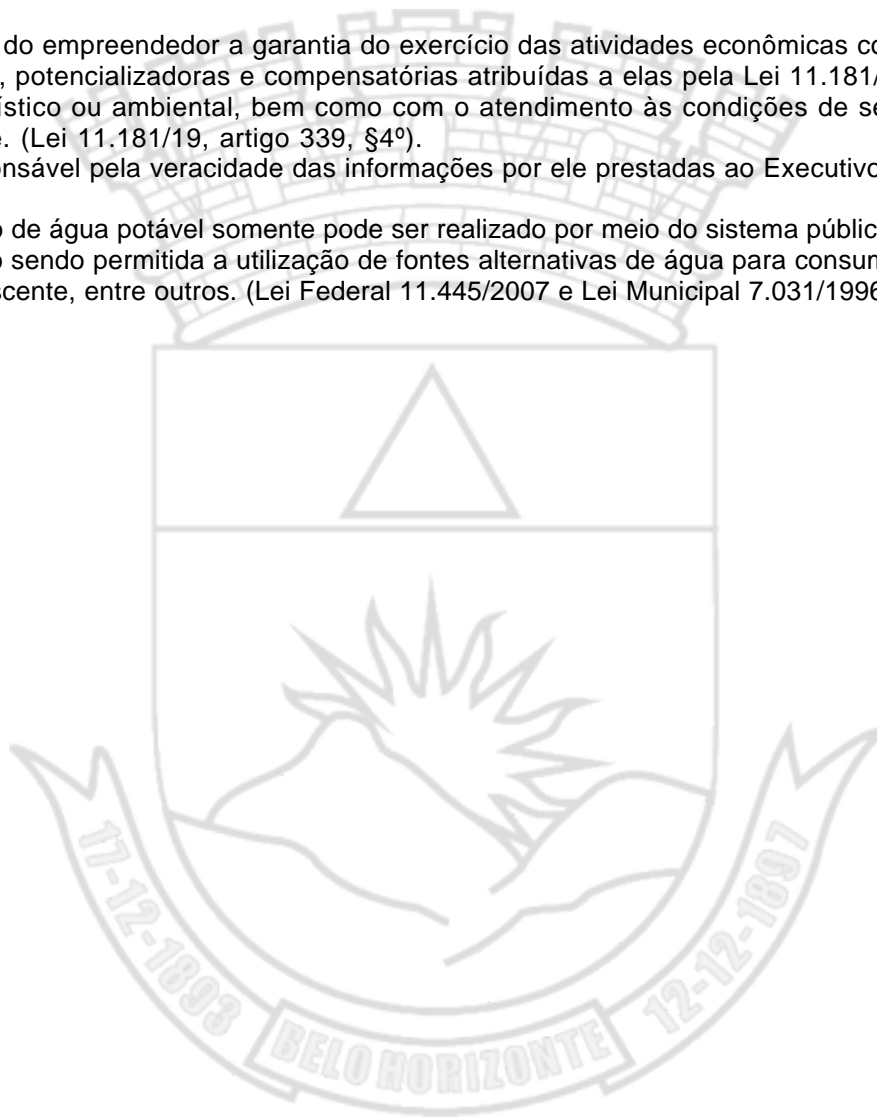 do empreendedor a garantia do exercício das atividades econômicas co
, potencializadoras e compensatórias atribuídas a elas pela Lei 11.181/
ístico ou ambiental, bem como com o atendimento às condições de se
e. (Lei 11.181/19, artigo 339, §4º).
onsável pela veracidade das informações por ele prestadas ao Executivo
o de água potável somente pode ser realizado por meio do sistema públic
o sendo permitida a utilização de fontes alternativas de água para consum
scente, entre outros. (Lei Federal 11.445/2007 e Lei Municipal 7.031/1996
17-12-1893
BELO HORIZONTE
12-12-1897